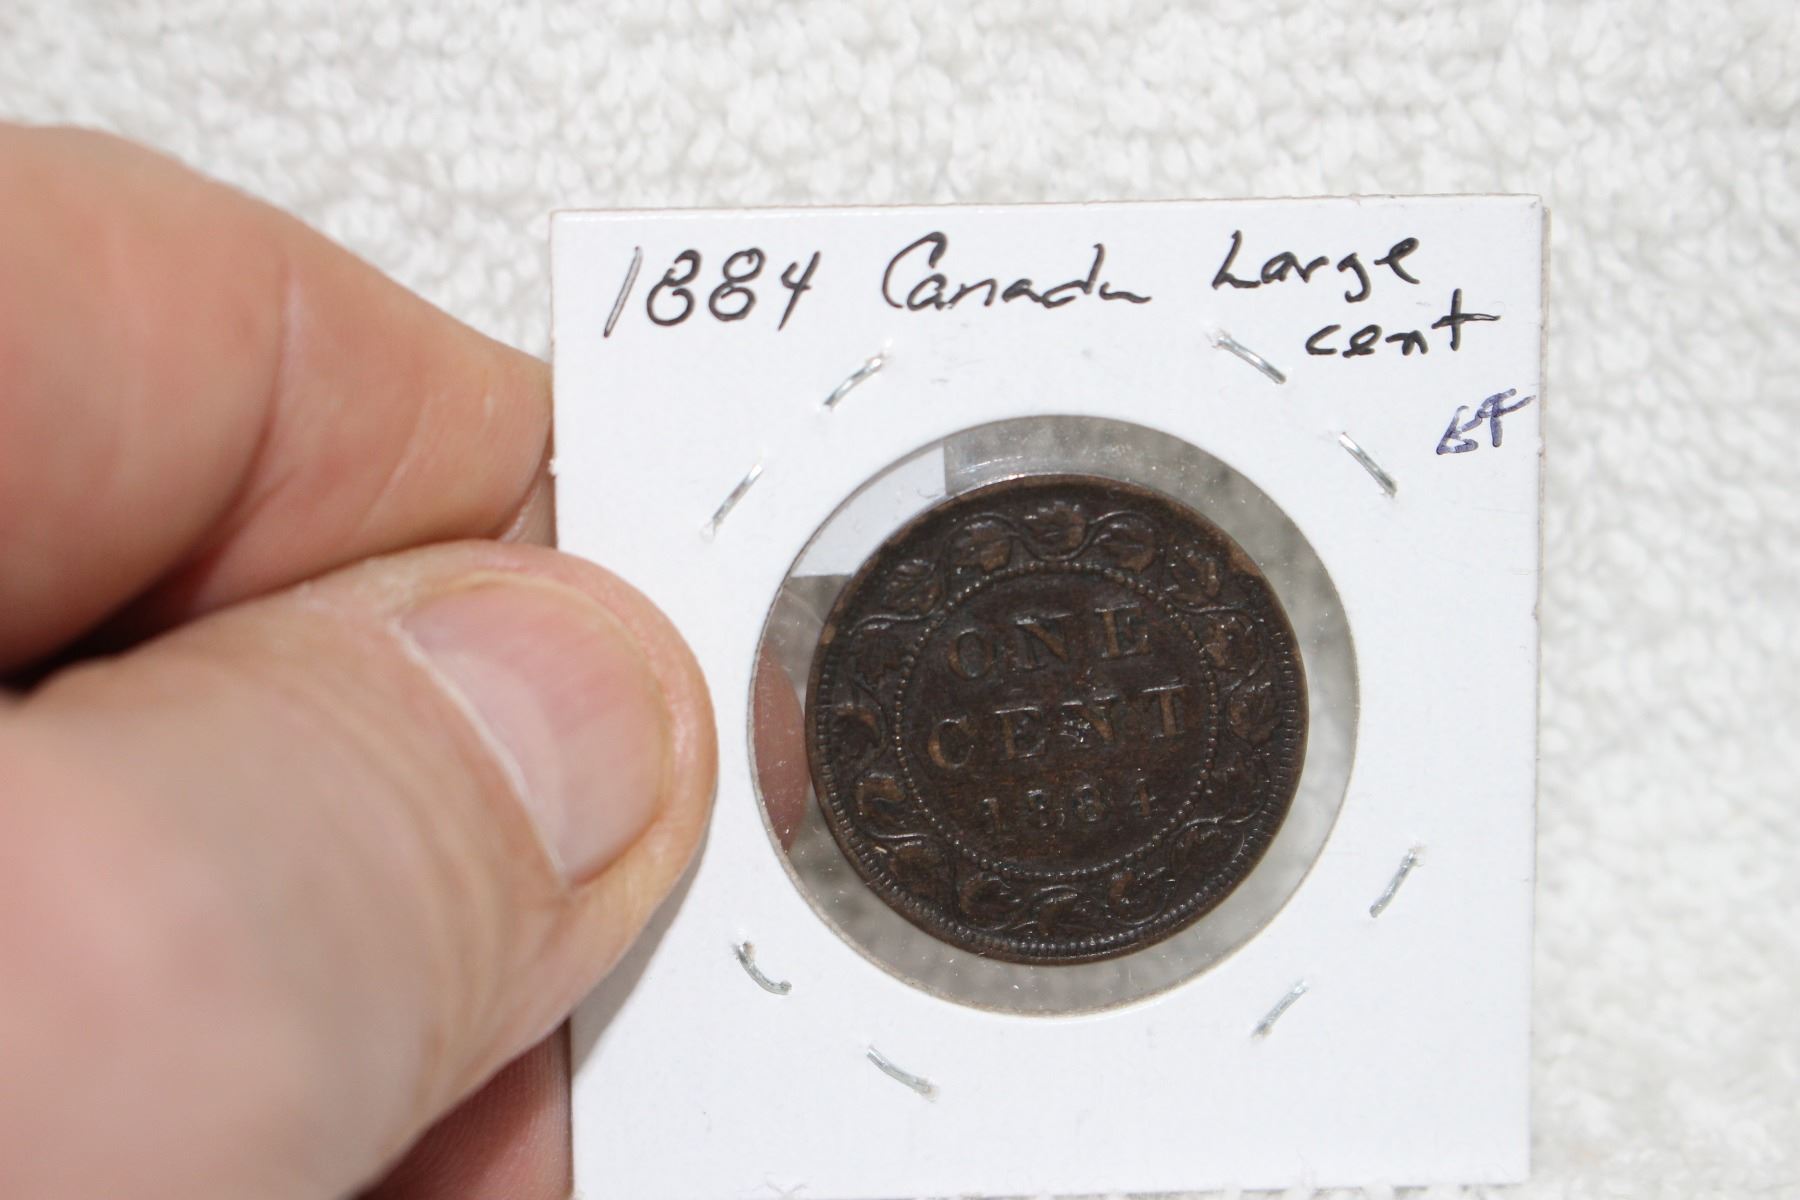 1884 Canada Large
cent
EF
ONE
CENT
1884